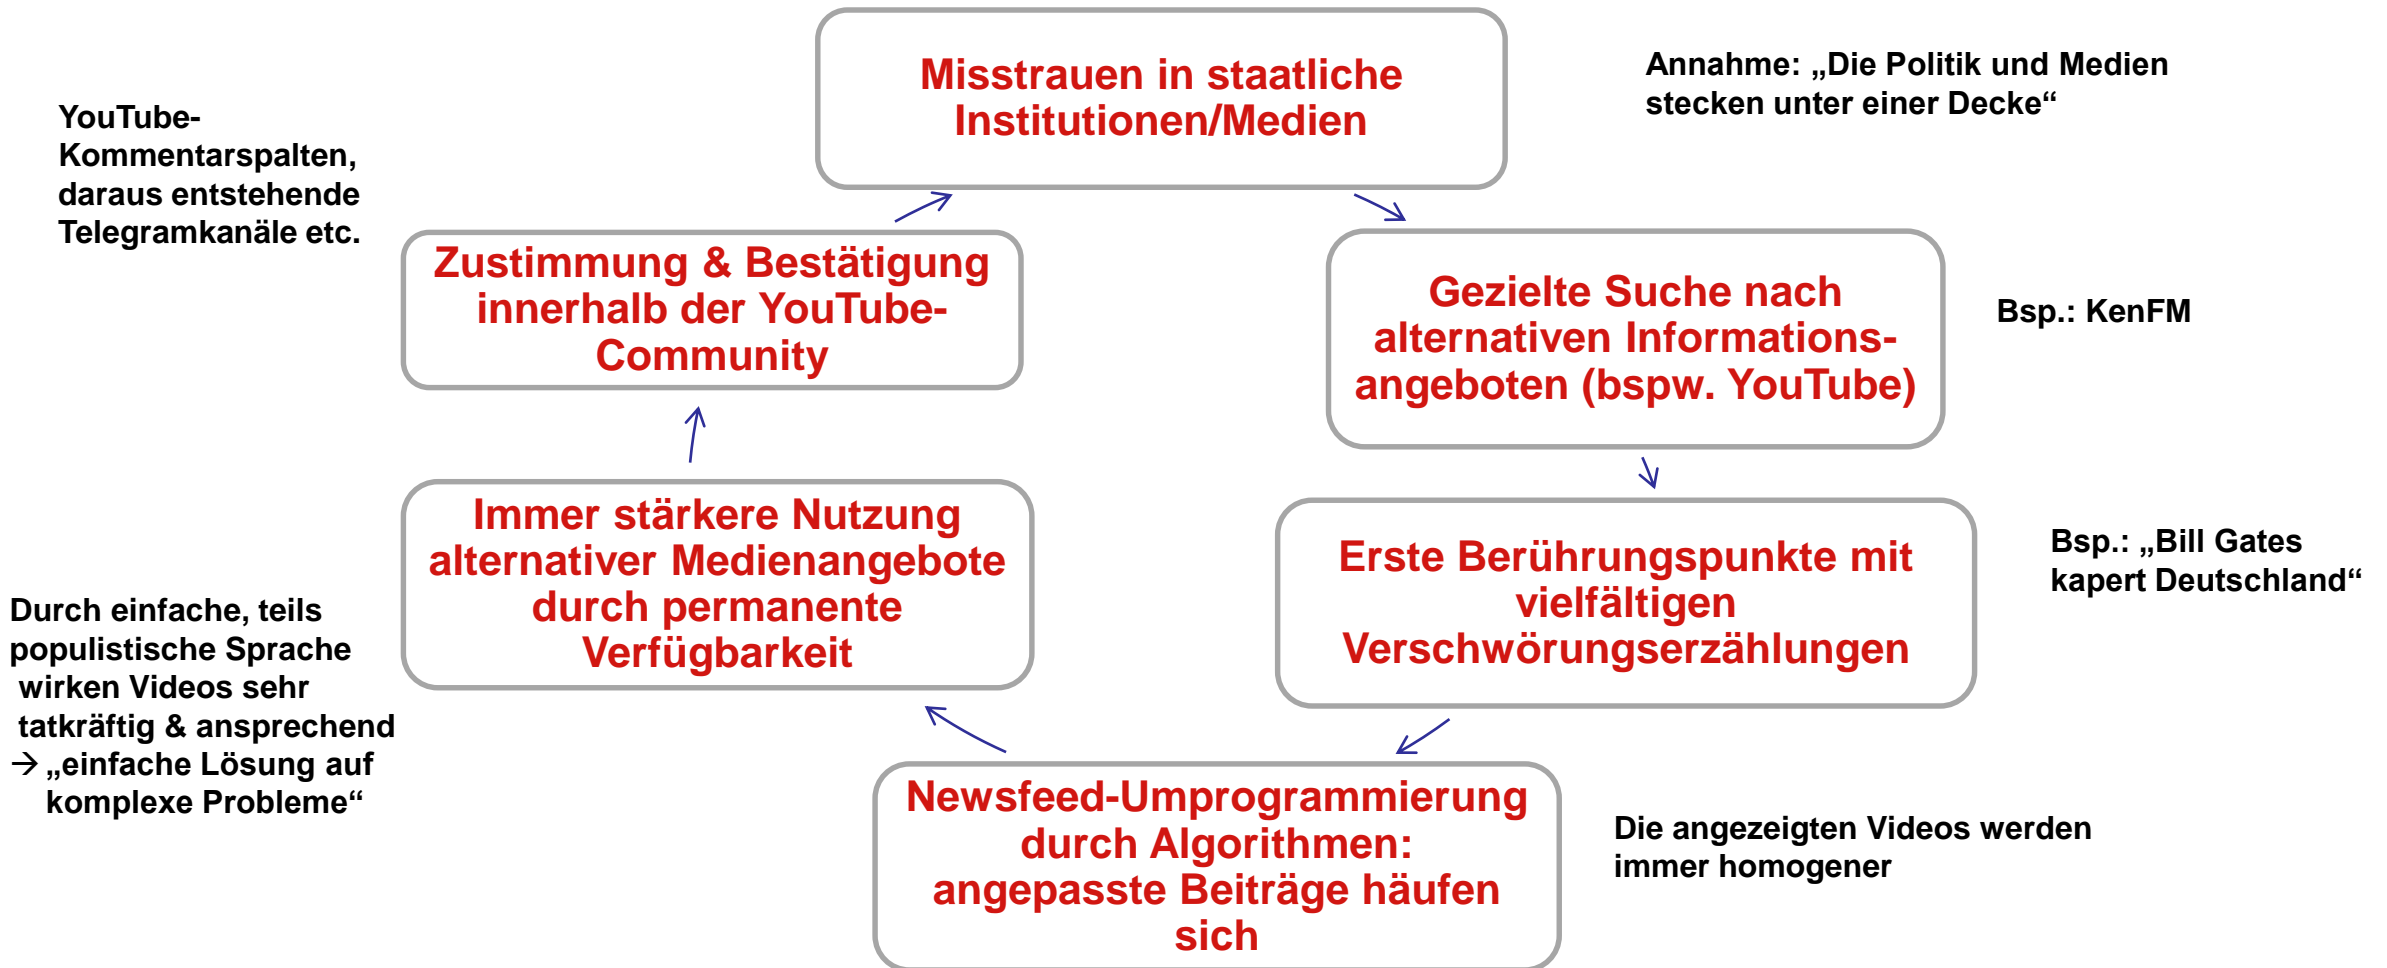 Misstrauen in staatliche
Institutionen/Medien
Annahme: „Die Politik und Medien
stecken unter einer Decke“
Gezielte Suche nach
alternativen Informations-
angeboten (bspw. YouTube)
Bsp.: KenFM
Erste Berührungspunkte mit
vielfältigen
Verschwörungserzählungen
Bsp.: „Bill Gates
kapert Deutschland“
Newsfeed-Umprogrammierung
durch Algorithmen:
angepasste Beiträge häufen
sich
Die angezeigten Videos werden
immer homogener
Immer stärkere Nutzung
alternativer Medienangebote
durch permanente
Verfügbarkeit
Durch einfache, teils
populistische Sprache
wirken Videos sehr
tatkräftig & ansprechend
→ „einfache Lösung auf
komplexe Probleme“
Zustimmung & Bestätigung
innerhalb der YouTube-
Community
YouTube-
Kommentarspalten,
daraus entstehende
Telegramkanäle etc.